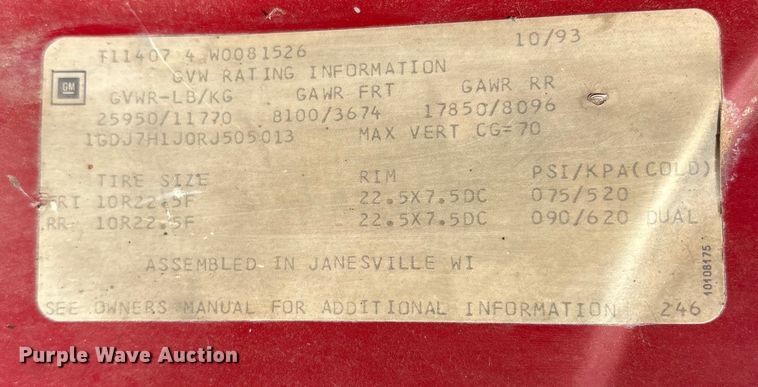 T11407 4 W0081526 10/93
GVW RATING INFORMATION
GM
GVWR-LB/KG GAWR FRT GAWR RR
25950/11770 8100/3674 17850/8096
1GDJ7H1J0RJ505013 MAX VERT CG=70
TIRE SIZE RIM PSI/KPA(COLD)
FRT 10R22.5F 22.5X7.5DC 075/520
RR 10R22.5F 22.5X7.5DC 090/620 DUAL
ASSEMBLED IN JANESVILLE WI
10108175
SEE OWNERS MANUAL FOR ADDITIONAL INFORMATION 246
Purple Wave Auction